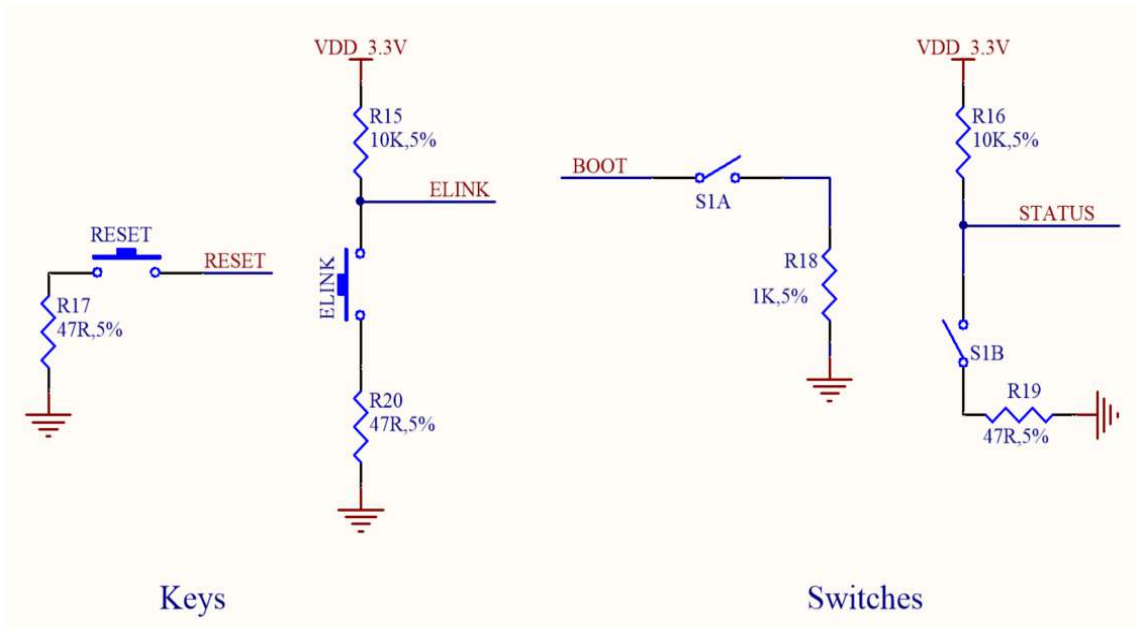 VDD_3.3V
R15
10K,5%
ELINK
ELINK
R20
47R,5%
RESET
RESET
R17
47R,5%
Keys
BOOT
S1A
R18
1K,5%
VDD_3.3V
R16
10K,5%
STATUS
S1B
R19
47R,5%
Switches